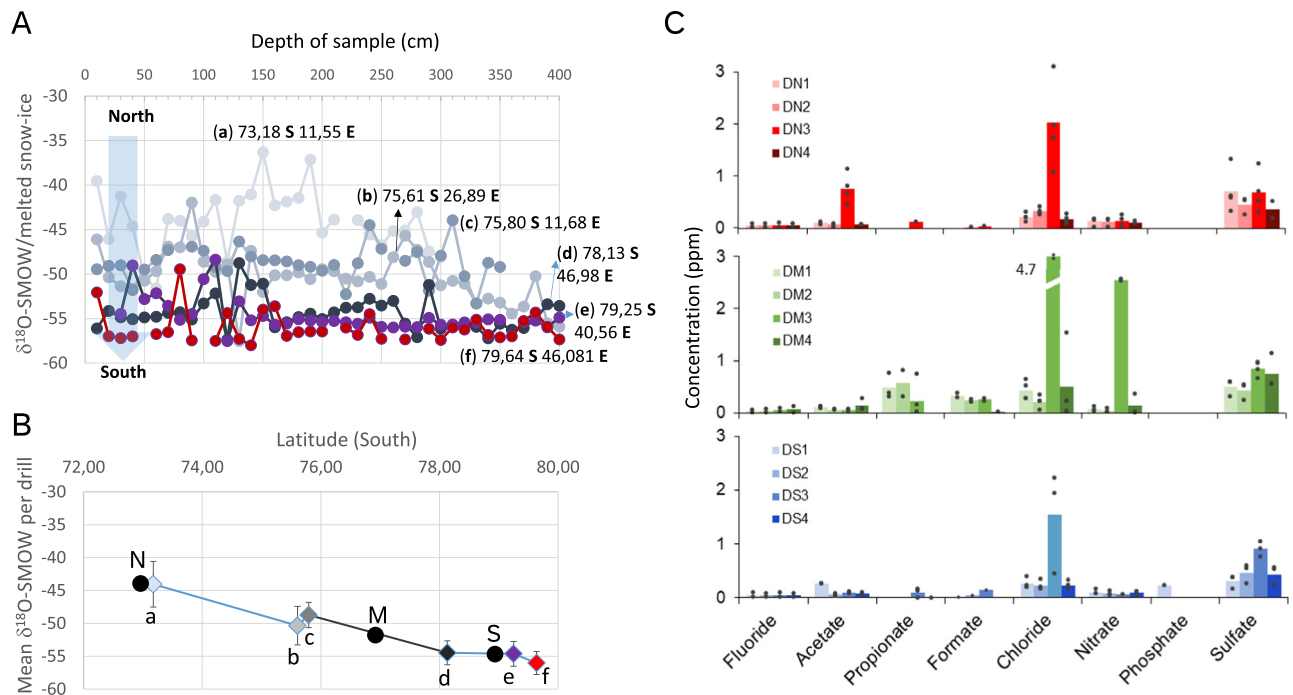 A
Depth of sample (cm)
0 50 100 150 200 250 300 350 400
-30
-35
-40
-45
-50
-55
-60
δ¹⁸O-SMOW/melted snow-ice
North
South
(a) 73,18 S 11,55 E
(b) 75,61 S 26,89 E
(c) 75,80 S 11,68 E
(d) 78,13 S
46,98 E
(e) 79,25 S
40,56 E
(f) 79,64 S 46,081 E
B
Latitude (South)
72,00 74,00 76,00 78,00 80,00
-30
-35
-40
-45
-50
-55
-60
Mean δ¹⁸O-SMOW per drill
N
M
S
a
b
c
d
e
f
C
Concentration (ppm)
3
2
1
0
DN1
DN2
DN3
DN4
3
2
1
0
DM1
DM2
DM3
DM4
4.7
3
2
1
0
DS1
DS2
DS3
DS4
Fluoride
Acetate
Propionate
Formate
Chloride
Nitrate
Phosphate
Sulfate